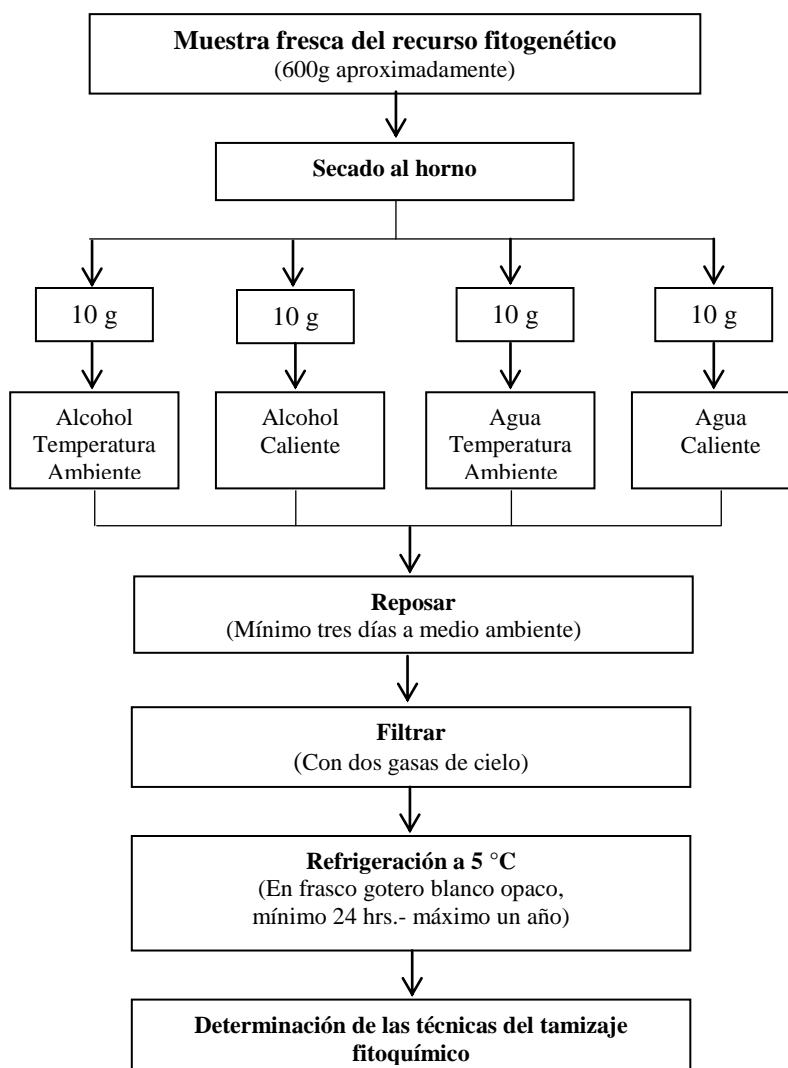 Muestra fresca del recurso fitogenético
(600g aproximadamente)
Secado al horno
10 g
10 g
10 g
10 g
Alcohol
Temperatura
Ambiente
Alcohol
Caliente
Agua
Temperatura
Ambiente
Agua
Caliente
Reposar
(Mínimo tres días a medio ambiente)
Filtrar
(Con dos gasas de cielo)
Refrigeración a 5 °C
(En frasco gotero blanco opaco,
mínimo 24 hrs.- máximo un año)
Determinación de las técnicas del tamizaje
fitoquímico